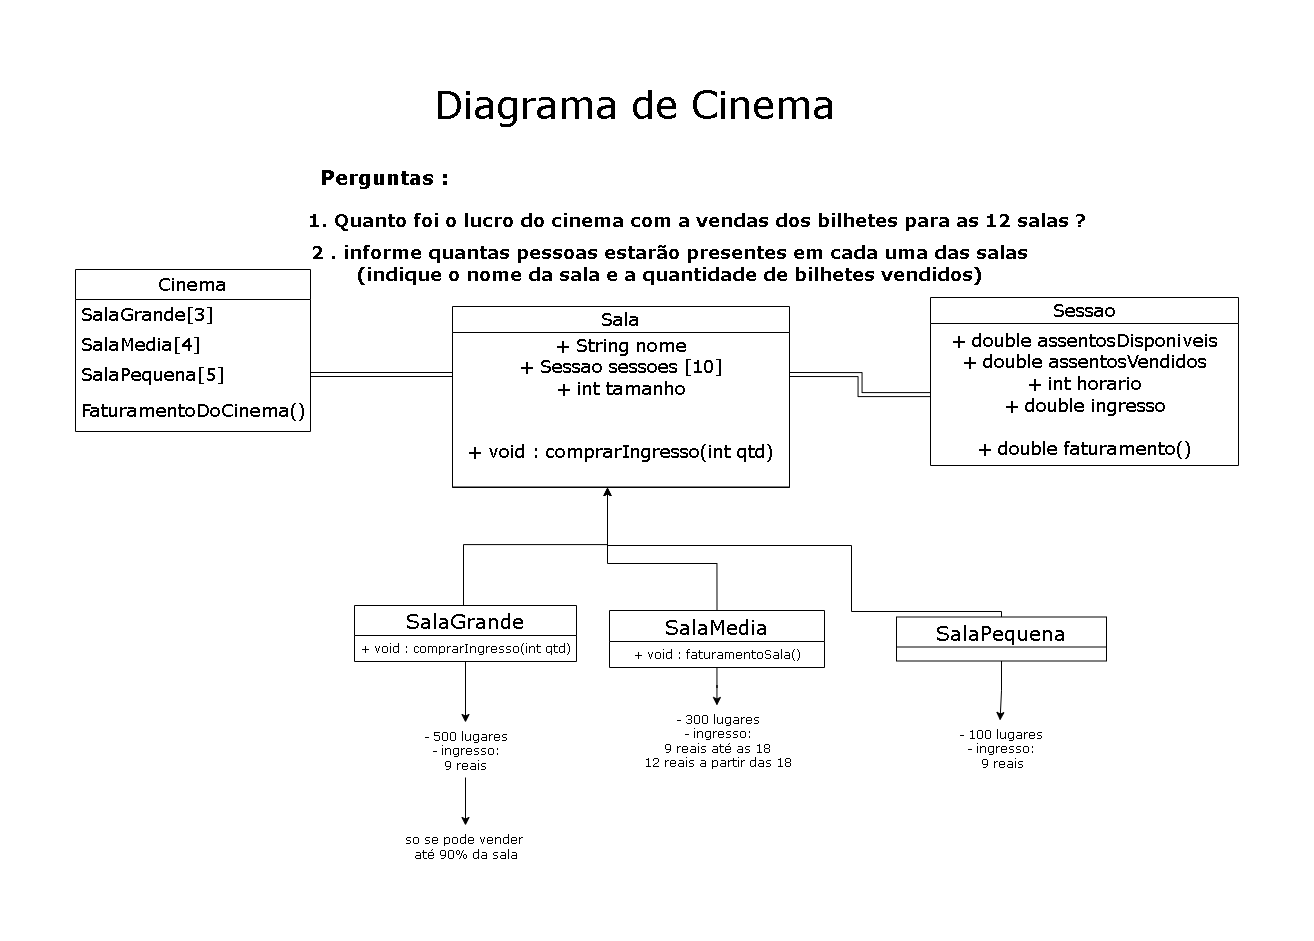 Diagrama de Cinema
Perguntas :
1. Quanto foi o lucro do cinema com a vendas dos bilhetes para as 12 salas ?
2 . informe quantas pessoas estarão presentes em cada uma das salas
(indique o nome da sala e a quantidade de bilhetes vendidos)
Cinema
SalaGrande[3]
SalaMedia[4]
SalaPequena[5]
FaturamentoDoCinema()
Sala
+ String nome
+ Sessao sessoes [10]
+ int tamanho
+ void : comprarIngresso(int qtd)
Sessao
+ double assentosDisponiveis
+ double assentosVendidos
+ int horario
+ double ingresso
+ double faturamento()
SalaGrande
+ void : comprarIngresso(int qtd)
- 500 lugares
- ingresso:
9 reais
so se pode vender
até 90% da sala
SalaMedia
+ void : faturamentoSala()
- 300 lugares
- ingresso:
9 reais até as 18
12 reais a partir das 18
SalaPequena
- 100 lugares
- ingresso:
9 reais